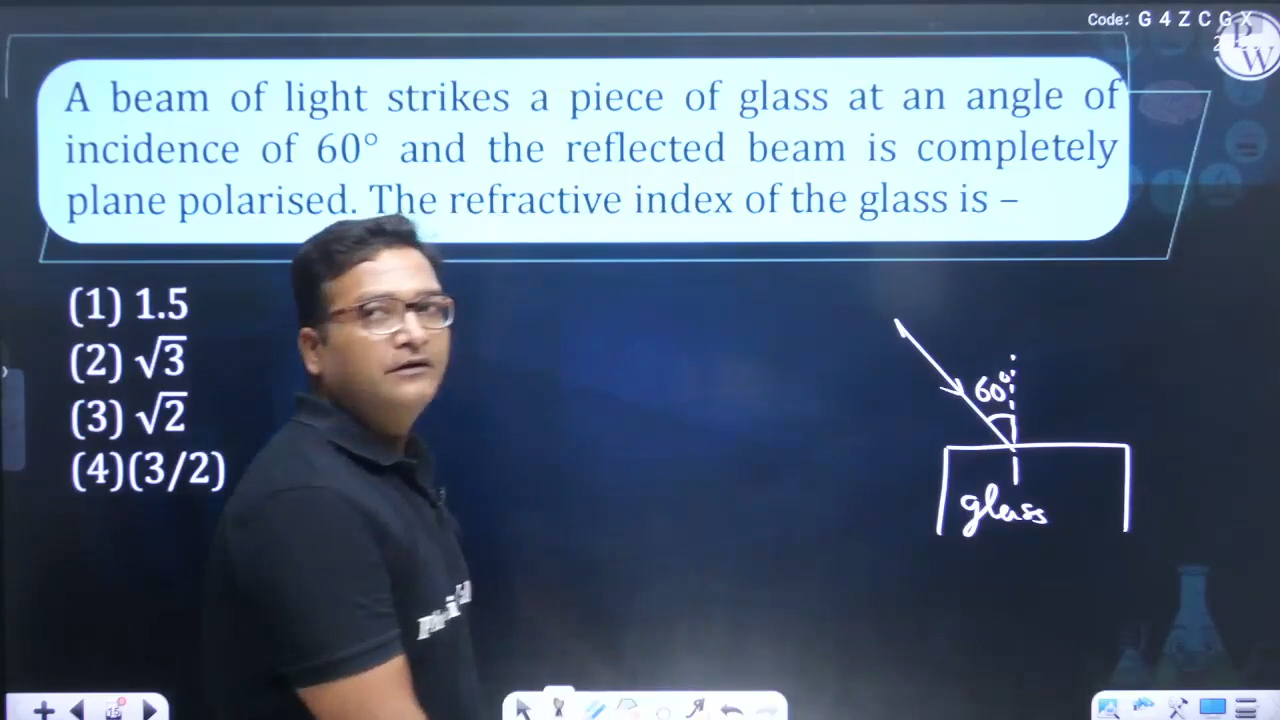 Code: G 4 Z C G X
A beam of light strikes a piece of glass at an angle of
incidence of 60° and the reflected beam is completely
plane polarised. The refractive index of the glass is –
(1) 1.5
(2) √3
(3) √2
(4)(3/2)
60°
glass
W
15